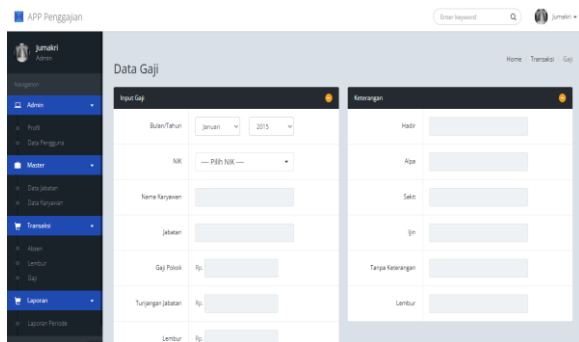 APP Penggajian
Enter keyword
Jumakri
Jumakri
Admin
Navigation
Admin
Profil
Data Pengguna
Master
Data Jabatan
Data Karyawan
Transaksi
Absen
Lembur
Gaji
Laporan
Laporan Periode
Data Gaji
Home / Transaksi / Gaji
Input Gaji
Bulan/Tahun Januari 2015
NIK --- Pilih NIK ---
Nama Karyawan
Jabatan
Gaji Pokok Rp.
Tunjangan Jabatan Rp.
Lembur Rp.
Keterangan
Hadir
Alpa
Sakit
Ijin
Tanpa Keterangan
Lembur